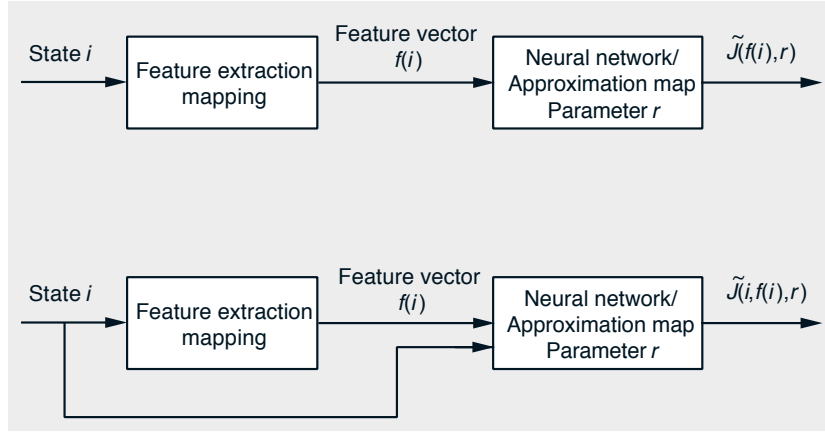 State i
Feature extraction
mapping
Feature vector
f(i)
Neural network/
Approximation map
Parameter r
J̃(f(i),r)
State i
Feature extraction
mapping
Feature vector
f(i)
Neural network/
Approximation map
Parameter r
J̃(i,f(i),r)